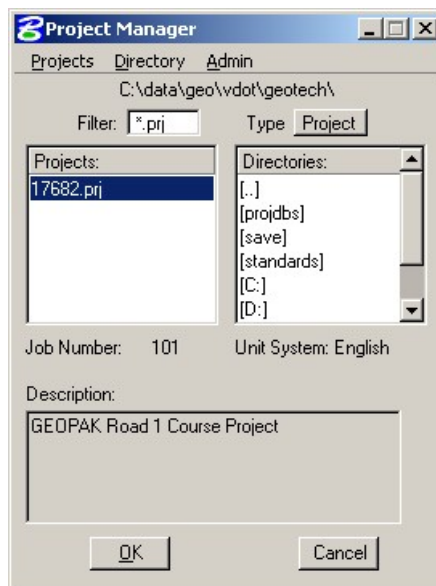 Project Manager
Projects Directory Admin
C:\data\geo\vdot\geotech\
Filter: *.prj Type Project
Projects: Directories:
17682.prj
[..]
[projdbs]
[save]
[standards]
[C:]
[D:]
Job Number: 101 Unit System: English
Description:
GEOPAK Road 1 Course Project
OK Cancel